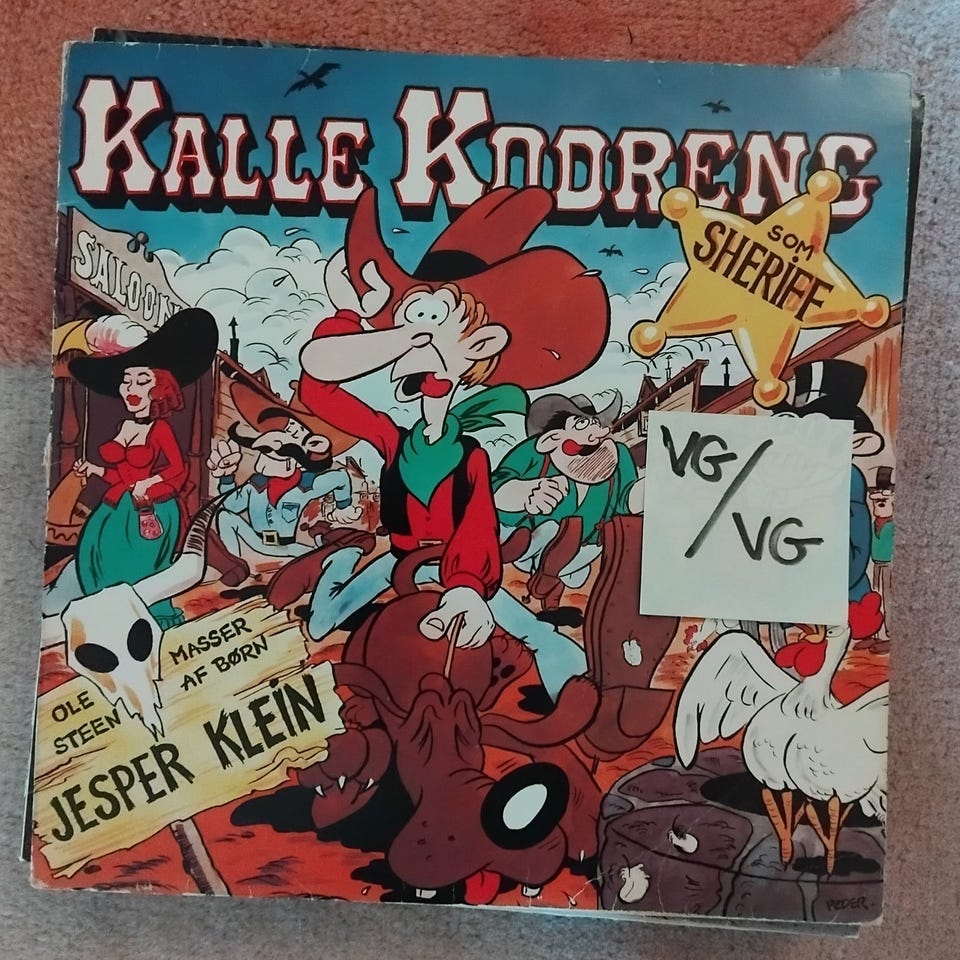 KALLE KODRENG
SOM
SHERIFF
SALOON
VG/VG
MASSER
AF BØRN
OLE
STEEN
JESPER KLEIN
PEDER-